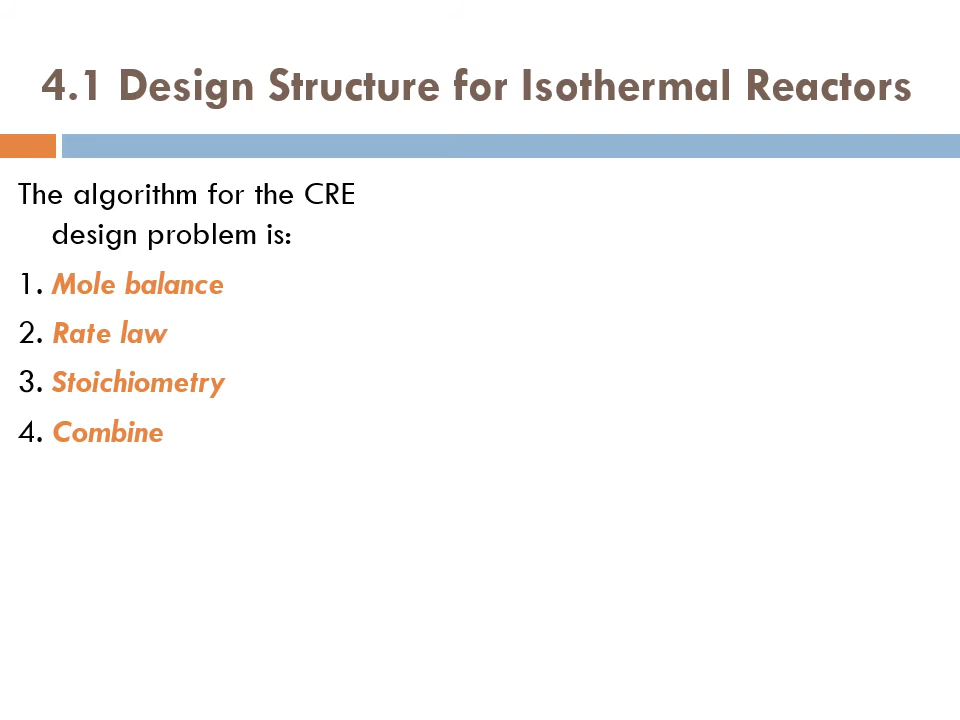 4.1 Design Structure for Isothermal Reactors
The algorithm for the CRE
design problem is:
1. Mole balance
2. Rate law
3. Stoichiometry
4. Combine